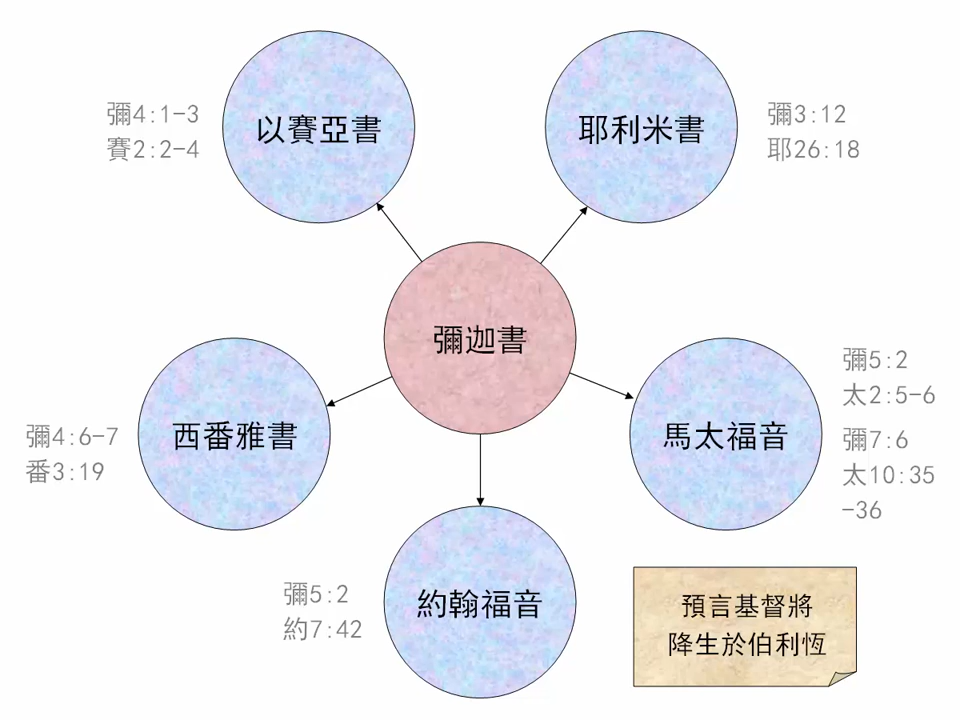 彌4:1-3
賽2:2-4
以賽亞書
耶利米書
彌3:12
耶26:18
彌迦書
彌4:6-7
番3:19
西番雅書
馬太福音
彌5:2
太2:5-6
彌7:6
太10:35
-36
彌5:2
約7:42
約翰福音
預言基督將
降生於伯利恆